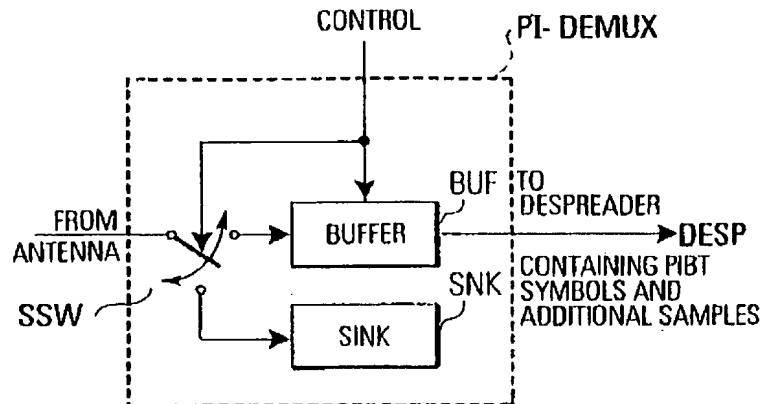 CONTROL
PI- DEMUX
BUF
TO
DESPREADER
FROM
ANTENNA
BUFFER
DESP
CONTAINING PIBT
SYMBOLS AND
ADDITIONAL SAMPLES
SSW
SNK
SINK